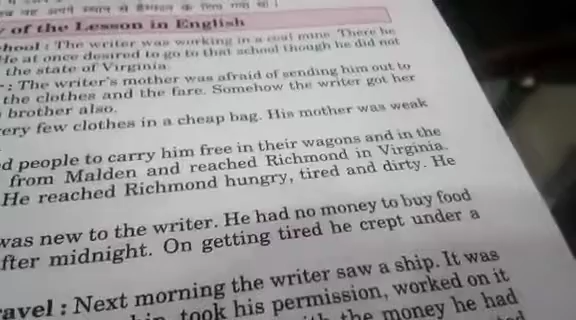 वह अपने स्थान से हैम्पटन के लिए गया था।
of the Lesson in English
hool : The writer was working in a coal mine. There he
He at once desired to go to that school though he did not
the state of Virginia.
: The writer's mother was afraid of sending him out to
the clothes and the fare. Somehow the writer got her
brother also.
ery few clothes in a cheap bag. His mother was weak
d people to carry him free in their wagons and in the
from Malden and reached Richmond in Virginia.
He reached Richmond hungry, tired and dirty. He
was new to the writer. He had no money to buy food
fter midnight. On getting tired he crept under a
avel : Next morning the writer saw a ship. It was
took his permission, worked on it
the money he had